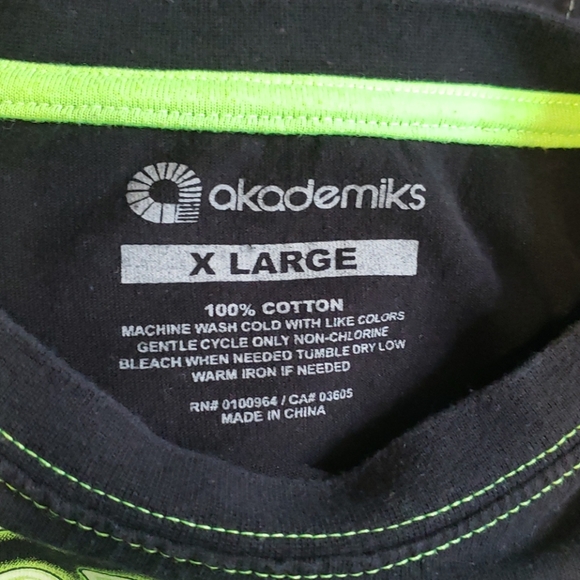 akademiks
X LARGE
100% COTTON
MACHINE WASH COLD WITH LIKE COLORS
GENTLE CYCLE ONLY NON-CHLORINE
BLEACH WHEN NEEDED TUMBLE DRY LOW
WARM IRON IF NEEDED
RN# 0100964 / CA# 03605
MADE IN CHINA